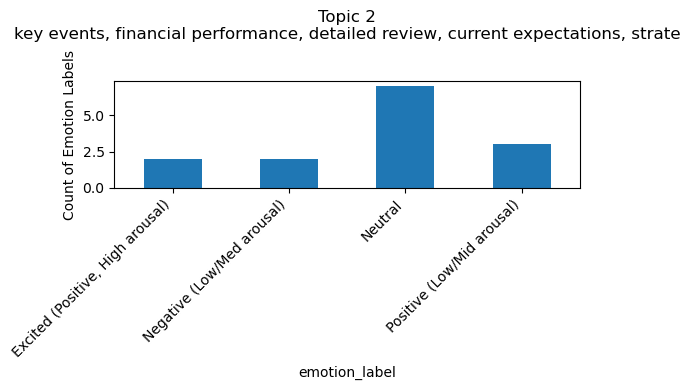 Topic 2
key events, financial performance, detailed review, current expectations, strate
Count of Emotion Labels
5.0
2.5
0.0
Excited (Positive, High arousal)
Negative (Low/Med arousal)
Neutral
Positive (Low/Mid arousal)
emotion_label